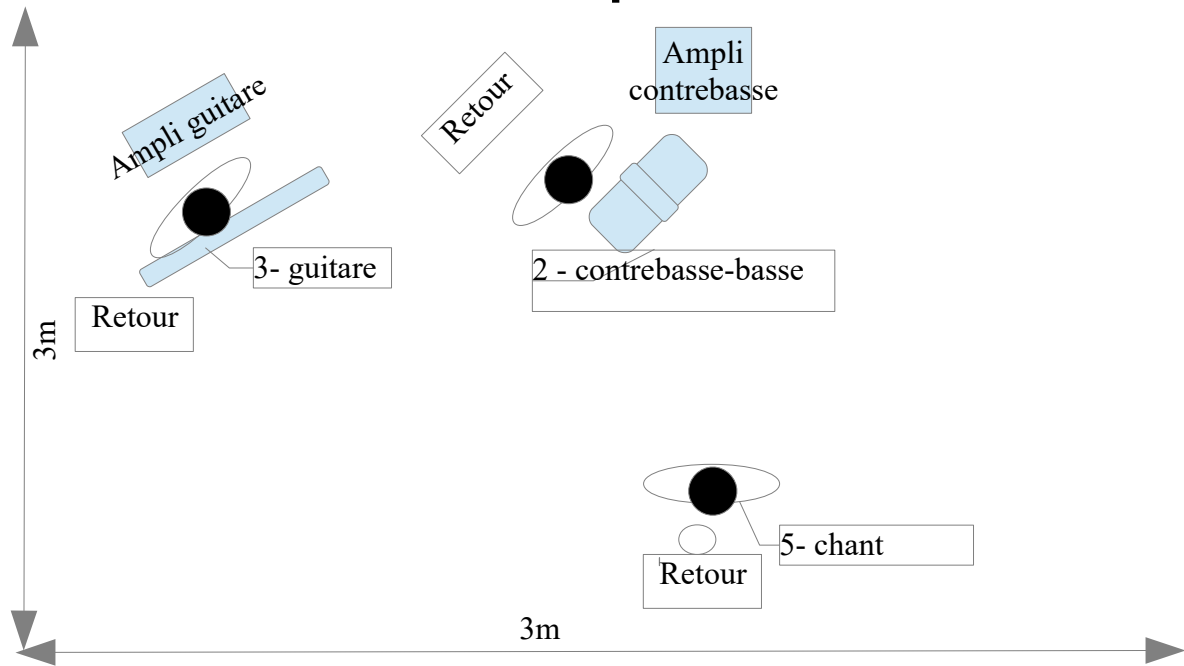 Ampli
contrebasse
Retour
Ampli guitare
3- guitare
2 - contrebasse-basse
Retour
3m
5- chant
Retour
3m